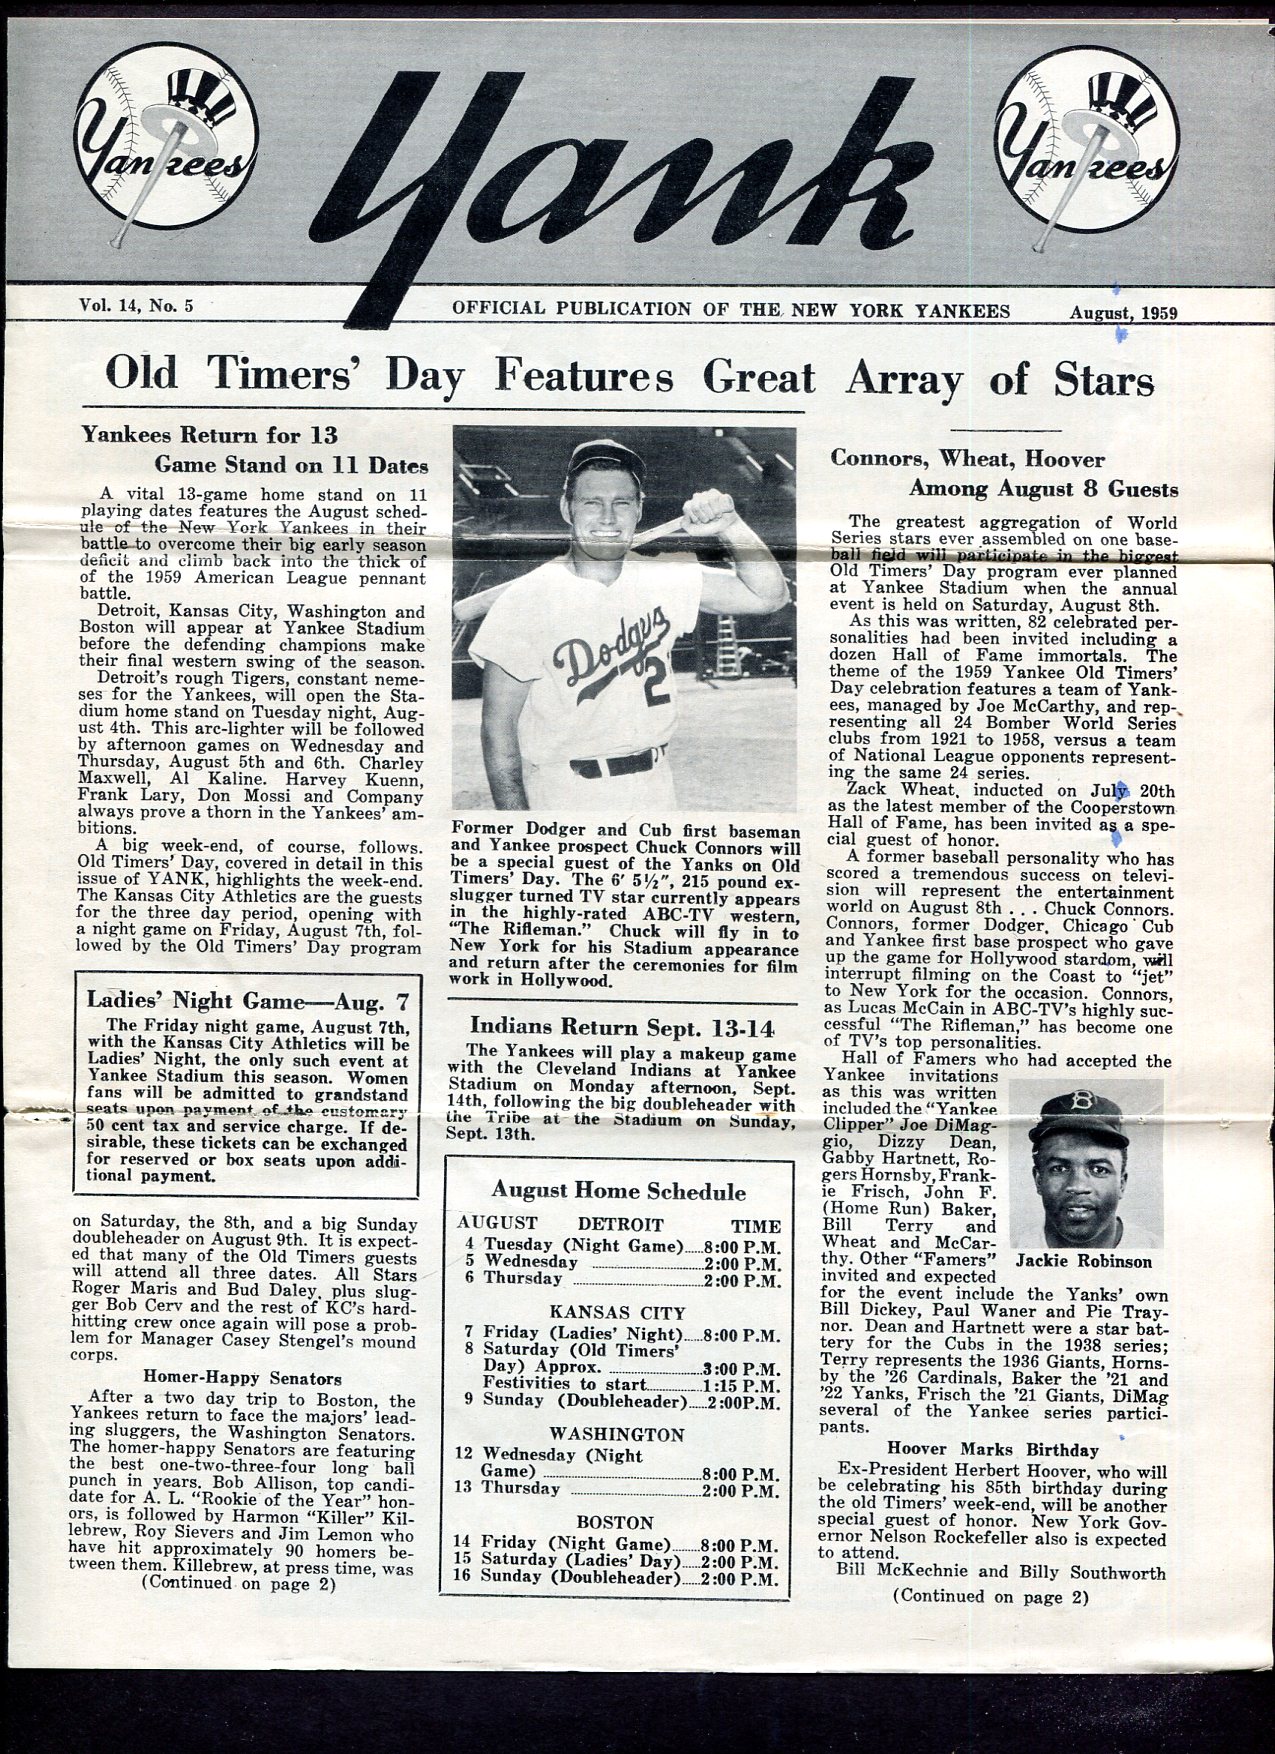 Yankees
Yank
Yankees
Vol. 14, No. 5
OFFICIAL PUBLICATION OF THE NEW YORK YANKEES
August, 1959
Old Timers' Day Features Great Array of Stars
Yankees Return for 13
Game Stand on 11 Dates
A vital 13-game home stand on 11
playing dates features the August sched-
ule of the New York Yankees in their
battle to overcome their big early season
deficit and climb back into the thick of
of the 1959 American League pennant
battle.
Detroit, Kansas City, Washington and
Boston will appear at Yankee Stadium
before the defending champions make
their final western swing of the season.
Detroit's rough Tigers, constant neme-
ses for the Yankees, will open the Sta-
dium home stand on Tuesday night, Aug-
ust 4th. This arc-lighter will be followed
by afternoon games on Wednesday and
Thursday, August 5th and 6th. Charley
Maxwell, Al Kaline. Harvey Kuenn,
Frank Lary, Don Mossi and Company
always prove a thorn in the Yankees' am-
bitions.
A big week-end, of course, follows.
Old Timers' Day, covered in detail in this
issue of YANK, highlights the week-end.
The Kansas City Athletics are the guests
for the three day period, opening with
a night game on Friday, August 7th, fol-
lowed by the Old Timers' Day program
Ladies' Night Game—Aug. 7
The Friday night game, August 7th,
with the Kansas City Athletics will be
Ladies' Night, the only such event at
Yankee Stadium this season. Women
fans will be admitted to grandstand
seats upon payment of the customary
50 cent tax and service charge. If de-
sirable, these tickets can be exchanged
for reserved or box seats upon addi-
tional payment.
on Saturday, the 8th, and a big Sunday
doubleheader on August 9th. It is expect-
ed that many of the Old Timers guests
will attend all three dates. All Stars
Roger Maris and Bud Daley, plus slug-
ger Bob Cerv and the rest of KC's hard-
hitting crew once again will pose a prob-
lem for Manager Casey Stengel's mound
corps.
Homer-Happy Senators
After a two day trip to Boston, the
Yankees return to face the majors' lead-
ing sluggers, the Washington Senators.
The homer-happy Senators are featuring
the best one-two-three-four long ball
punch in years. Bob Allison, top candi-
date for A. L. "Rookie of the Year" hon-
ors, is followed by Harmon "Killer" Kil-
lebrew, Roy Sievers and Jim Lemon who
have hit approximately 90 homers be-
tween them. Killebrew, at press time, was
(Continued on page 2)
Dodgers
2
Former Dodger and Cub first baseman
and Yankee prospect Chuck Connors will
be a special guest of the Yanks on Old
Timers' Day. The 6' 5½", 215 pound ex-
slugger turned TV star currently appears
in the highly-rated ABC-TV western,
"The Rifleman." Chuck will fly in to
New York for his Stadium appearance
and return after the ceremonies for film
work in Hollywood.
Indians Return Sept. 13-14
The Yankees will play a makeup game
with the Cleveland Indians at Yankee
Stadium on Monday afternoon, Sept.
14th, following the big doubleheader with
the Tribe at the Stadium on Sunday,
Sept. 13th.
August Home Schedule
AUGUST DETROIT TIME
4 Tuesday (Night Game).....8:00 P.M.
5 Wednesday .....2:00 P.M.
6 Thursday .....2:00 P.M.
KANSAS CITY
7 Friday (Ladies' Night).....8:00 P.M.
8 Saturday (Old Timers'
Day) Approx. .....3:00 P.M.
Festivities to start.....1:15 P.M.
9 Sunday (Doubleheader).....2:00P.M.
WASHINGTON
12 Wednesday (Night
Game) .....8:00 P.M.
13 Thursday .....2:00 P.M.
BOSTON
14 Friday (Night Game).....8:00 P.M.
15 Saturday (Ladies' Day).....2:00 P.M.
16 Sunday (Doubleheader).....2:00 P.M.
Connors, Wheat, Hoover
Among August 8 Guests
The greatest aggregation of World
Series stars ever assembled on one base-
ball field will participate in the biggest
Old Timers' Day program ever planned
at Yankee Stadium when the annual
event is held on Saturday, August 8th.
As this was written, 82 celebrated per-
sonalities had been invited including a
dozen Hall of Fame immortals. The
theme of the 1959 Yankee Old Timers'
Day celebration features a team of Yank-
ees, managed by Joe McCarthy, and rep-
resenting all 24 Bomber World Series
clubs from 1921 to 1958, versus a team
of National League opponents represent-
ing the same 24 series.
Zack Wheat, inducted on July 20th
as the latest member of the Cooperstown
Hall of Fame, has been invited as a spe-
cial guest of honor.
A former baseball personality who has
scored a tremendous success on televi-
sion will represent the entertainment
world on August 8th . . . Chuck Connors.
Connors, former Dodger, Chicago Cub
and Yankee first base prospect who gave
up the game for Hollywood stardom, will
interrupt filming on the Coast to "jet"
to New York for the occasion. Connors,
as Lucas McCain in ABC-TV's highly suc-
cessful "The Rifleman," has become one
of TV's top personalities.
Hall of Famers who had accepted the
Yankee invitations
as this was written
included the "Yankee
Clipper" Joe DiMag-
gio, Dizzy Dean,
Gabby Hartnett, Ro-
gers Hornsby, Frank-
ie Frisch, John F.
(Home Run) Baker,
Bill Terry and
Wheat and McCar-
thy. Other "Famers"
invited and expected
B
Jackie Robinson
for the event include the Yanks' own
Bill Dickey, Paul Waner and Pie Tray-
nor. Dean and Hartnett were a star bat-
tery for the Cubs in the 1938 series;
Terry represents the 1936 Giants, Horns-
by the '26 Cardinals, Baker the '21 and
'22 Yanks, Frisch the '21 Giants, DiMag
several of the Yankee series partici-
pants.
Hoover Marks Birthday
Ex-President Herbert Hoover, who will
be celebrating his 85th birthday during
the old Timers' week-end, will be another
special guest of honor. New York Gov-
ernor Nelson Rockefeller also is expected
to attend.
Bill McKechnie and Billy Southworth
(Continued on page 2)